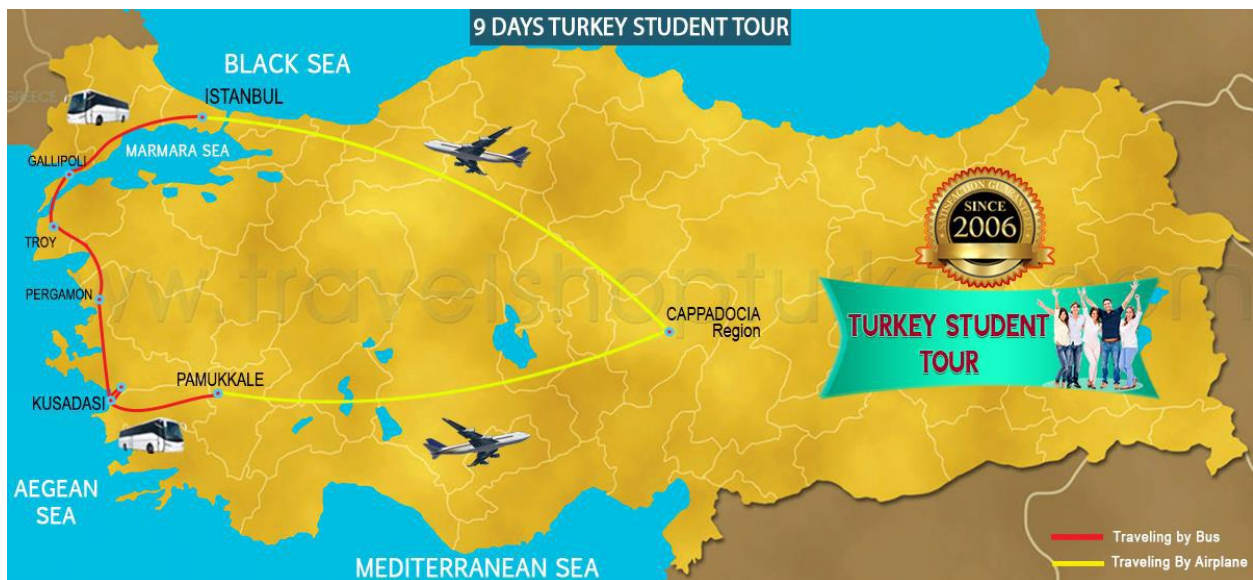 9 DAYS TURKEY STUDENT TOUR
BLACK SEA
GREECE
ISTANBUL
MARMARA SEA
GALLIPOLI
SINCE
2006
TROY
PERGAMON
CAPPADOCIA
Region
TURKEY STUDENT
TOUR
PAMUKKALE
KUSADASI
AEGEAN
SEA
MEDITERRANEAN SEA
Traveling by Bus
Traveling By Airplane